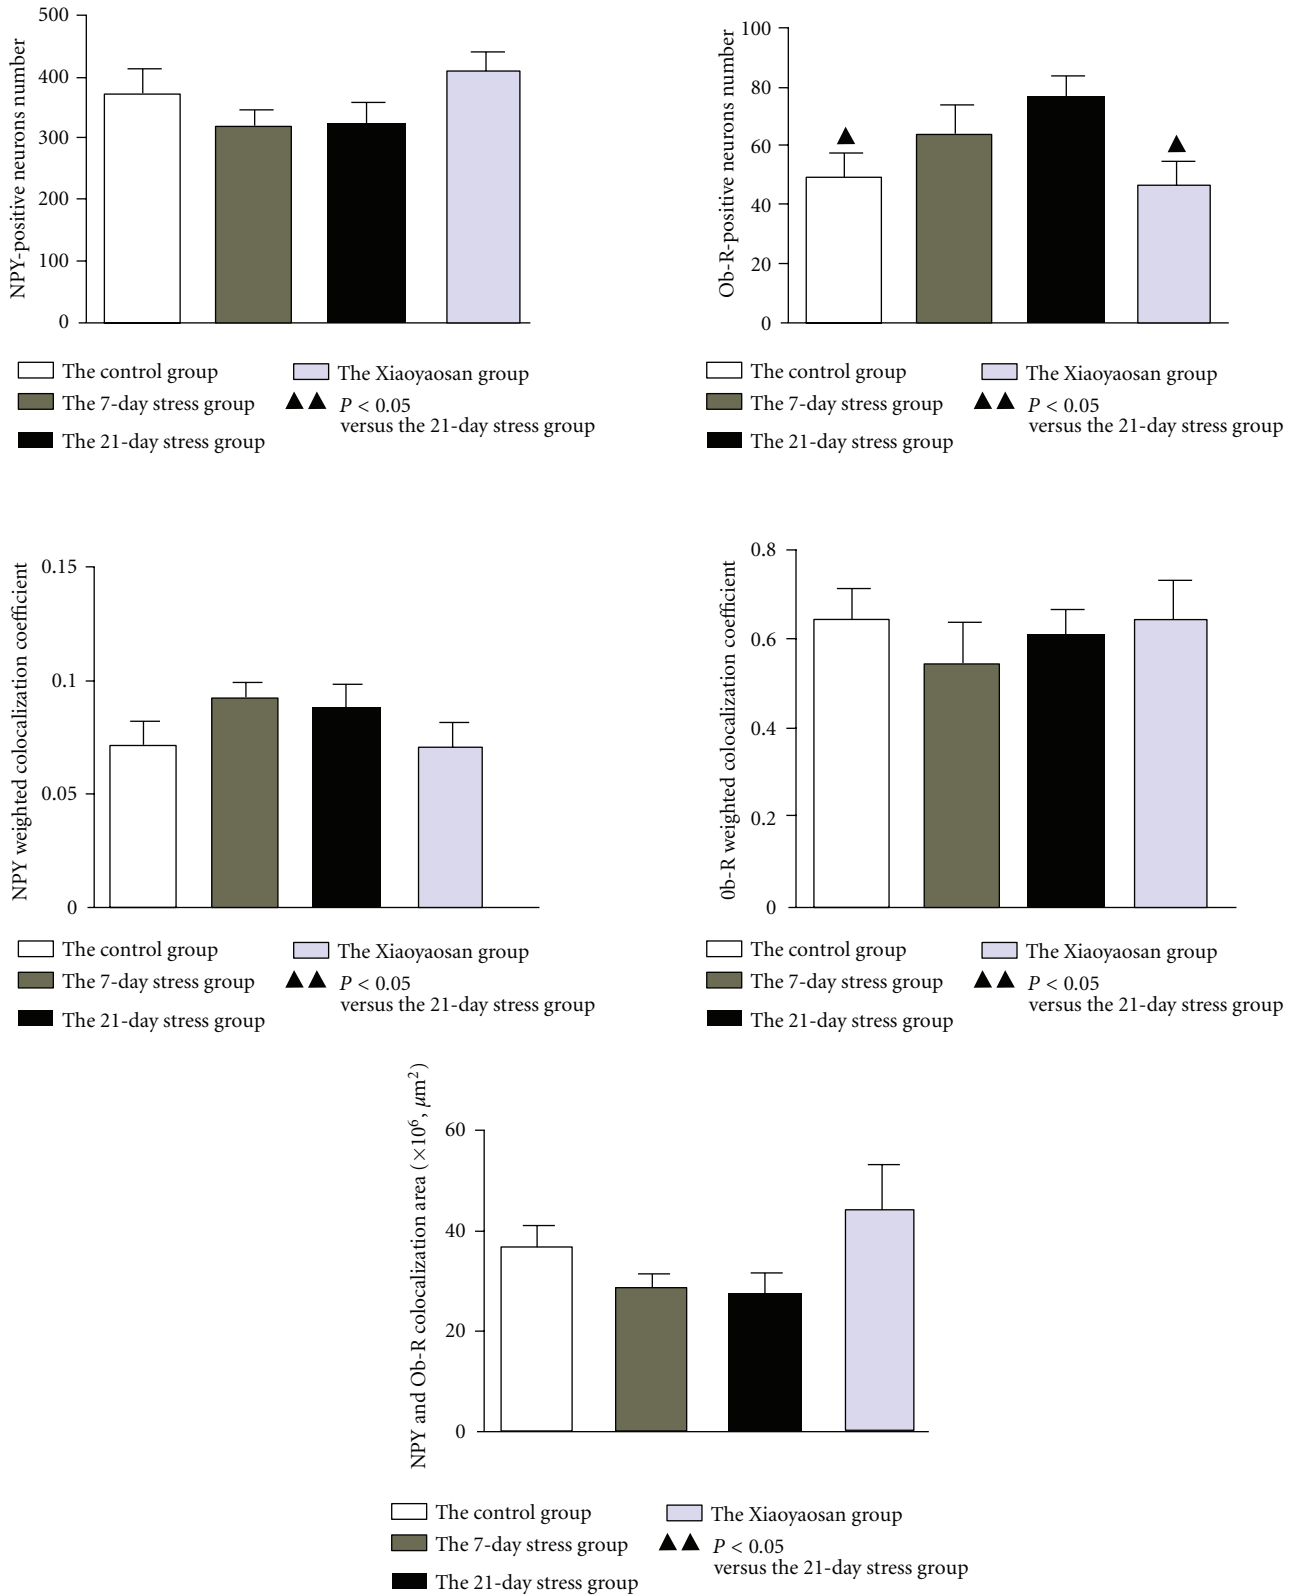 NPY-positive neurons number
500
400
300
200
100
0
The control group
The 7-day stress group
The 21-day stress group
The Xiaoyaosan group
▲▲ P < 0.05
versus the 21-day stress group
Ob-R-positive neurons number
100
80
60
40
20
0
▲
▲
The control group
The 7-day stress group
The 21-day stress group
The Xiaoyaosan group
▲▲ P < 0.05
versus the 21-day stress group
NPY weighted colocalization coefficient
0.15
0.1
0.05
0
The control group
The 7-day stress group
The 21-day stress group
The Xiaoyaosan group
▲▲ P < 0.05
versus the 21-day stress group
0b-R weighted colocalization coefficient
0.8
0.6
0.4
0.2
0
The control group
The 7-day stress group
The 21-day stress group
The Xiaoyaosan group
▲▲ P < 0.05
versus the 21-day stress group
NPY and Ob-R colocalization area (×10⁶, μm²)
60
40
20
0
The control group
The 7-day stress group
The 21-day stress group
The Xiaoyaosan group
▲▲ P < 0.05
versus the 21-day stress group